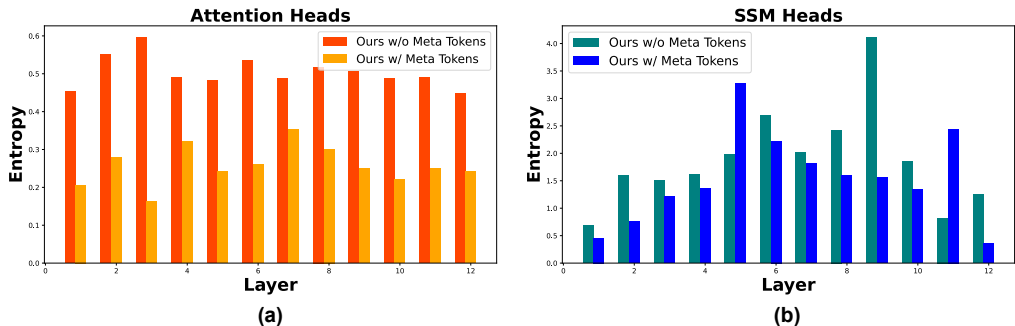 Attention Heads
Ours w/o Meta Tokens
Ours w/ Meta Tokens
Entropy
0.6
0.5
0.4
0.3
0.2
0.1
0.0
0 2 4 6 8 10 12
Layer
(a)
SSM Heads
Ours w/o Meta Tokens
Ours w/ Meta Tokens
Entropy
4.0
3.5
3.0
2.5
2.0
1.5
1.0
0.5
0.0
0 2 4 6 8 10 12
Layer
(b)